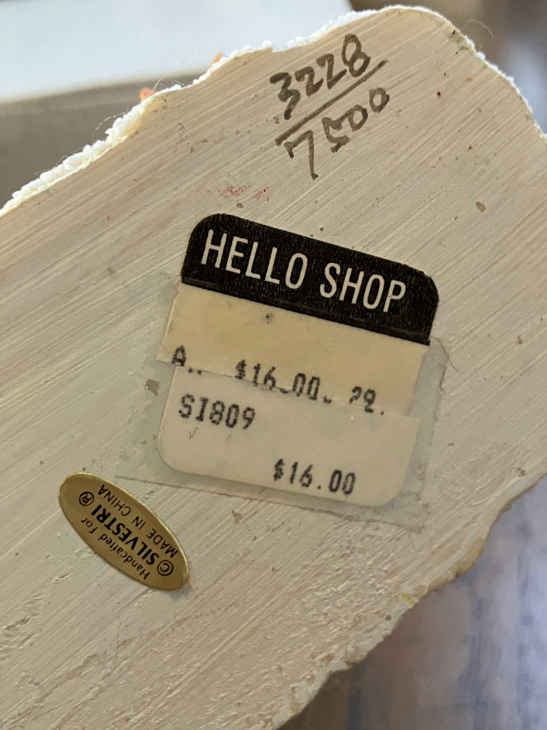 3228
7500
HELLO SHOP
$16.00
SI809
$16.00
Handcrafted For
©SILVESTRI®
MADE IN CHINA